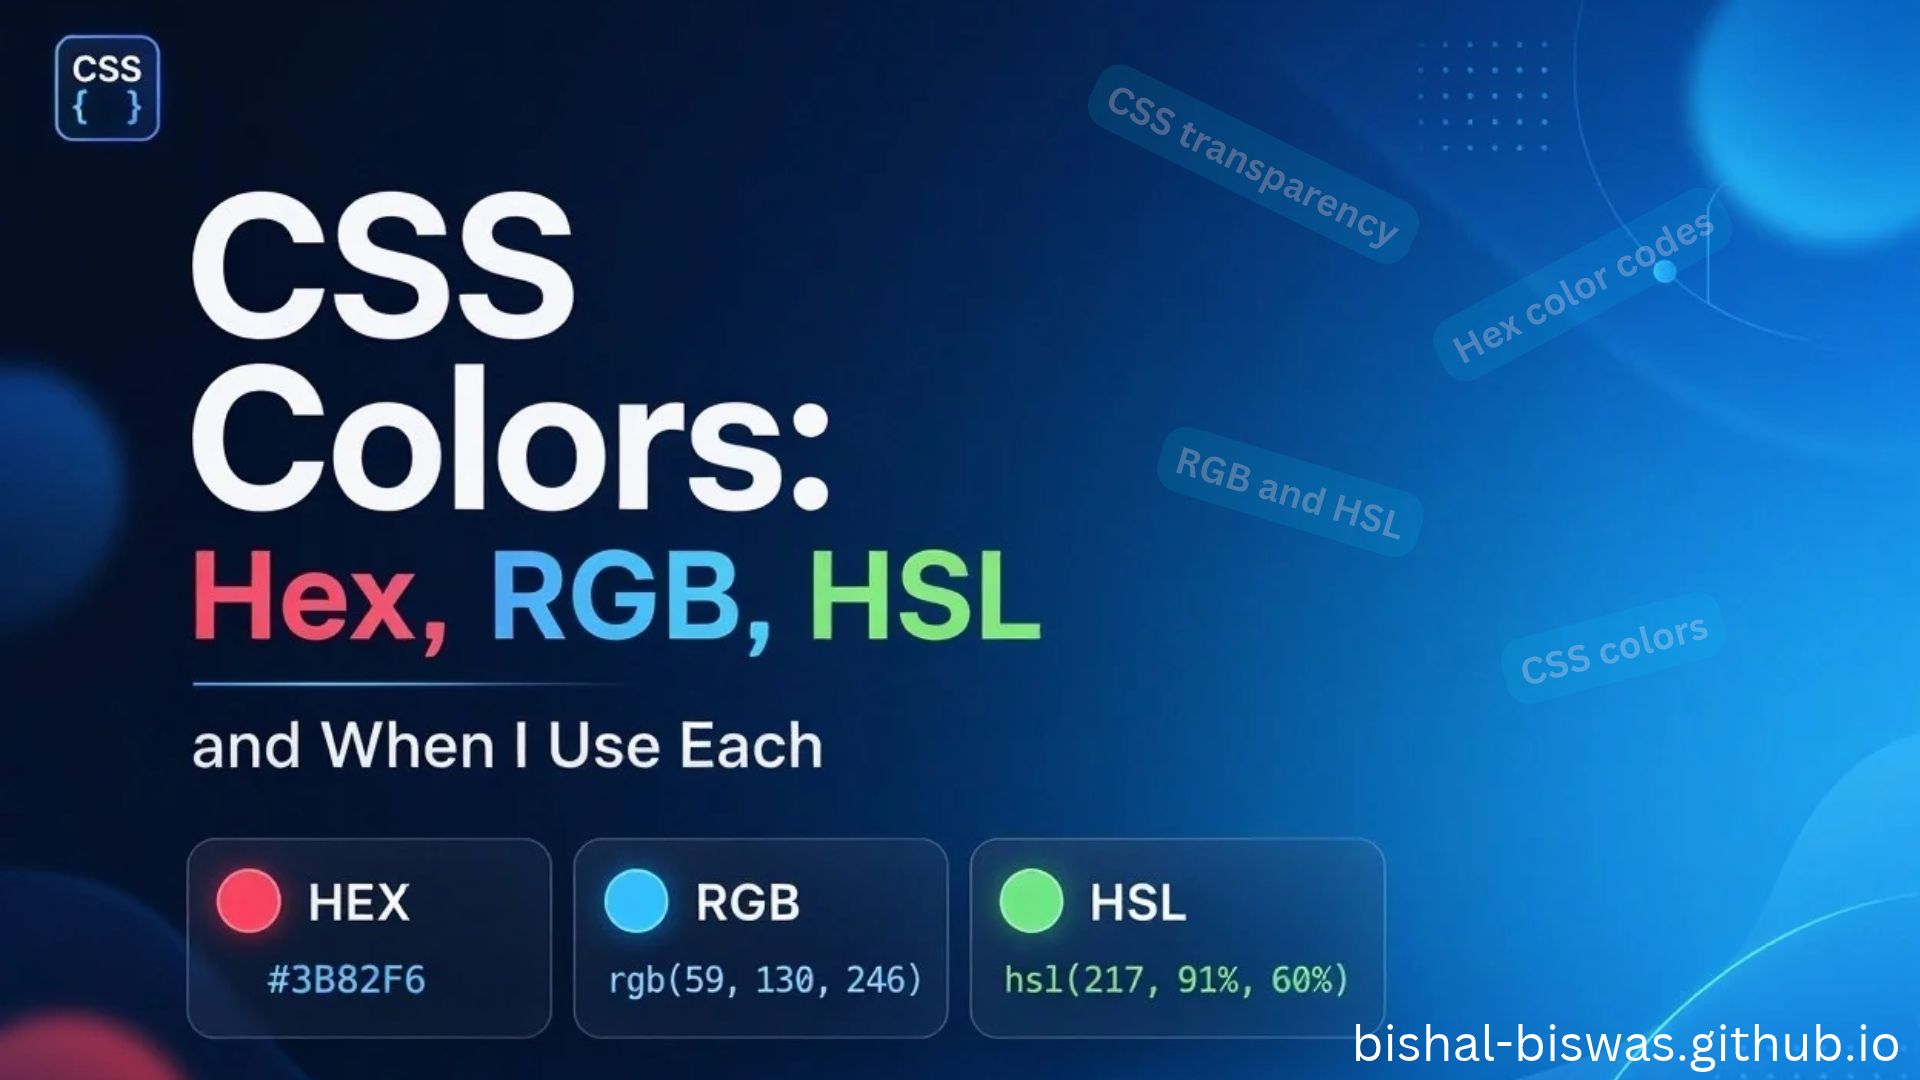 CSS
{ }
CSS transparency
Hex color codes
CSS
Colors:
Hex, RGB, HSL
RGB and HSL
CSS colors
and When I Use Each
HEX
#3B82F6
RGB
rgb(59, 130, 246)
HSL
hsl(217, 91%, 60%)
bishal-biswas.github.io